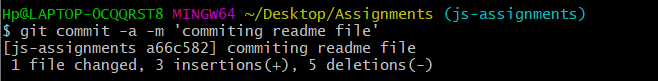 Hp@LAPTOP-OCQQRST8 MINGW64 ~/Desktop/Assignments (js-assignments)
$ git commit -a -m 'commiting readme file'
[js-assignments a66c582] commiting readme file
 1 file changed, 3 insertions(+), 5 deletions(-)